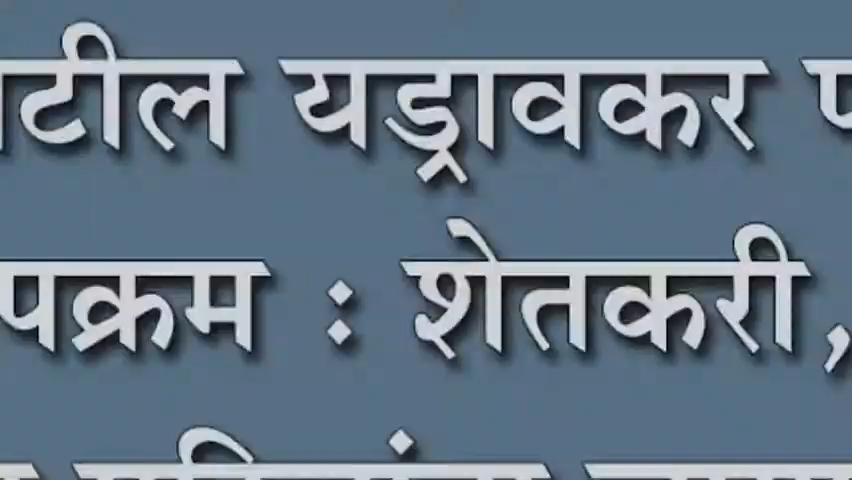 ाटील यड्रावकर प
पक्रम : शेतकरी,